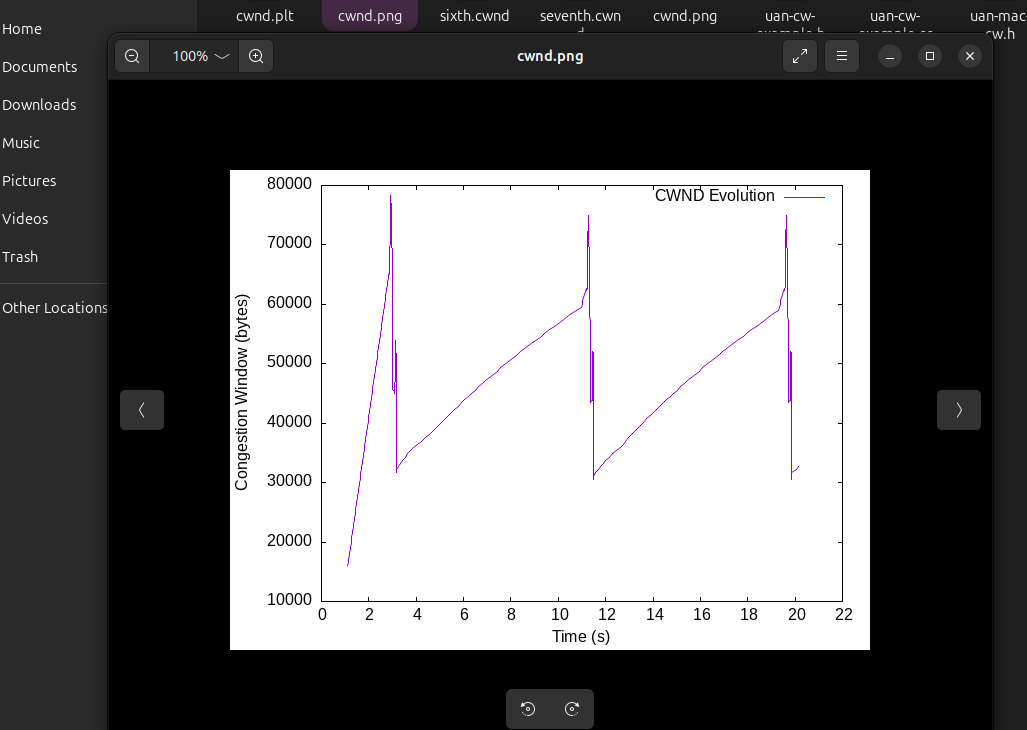 cwnd.plt
cwnd.png
sixth.cwnd
seventh.cwn
d
cwnd.png
uan-cw-
uan-cw-
uan-mac-
cw.h
Home
Documents
Downloads
Music
Pictures
Videos
Trash
Other Locations
100%
cwnd.png
CWND Evolution
Congestion Window (bytes)
80000
70000
60000
50000
40000
30000
20000
10000
0 2 4 6 8 10 12 14 16 18 20 22
Time (s)